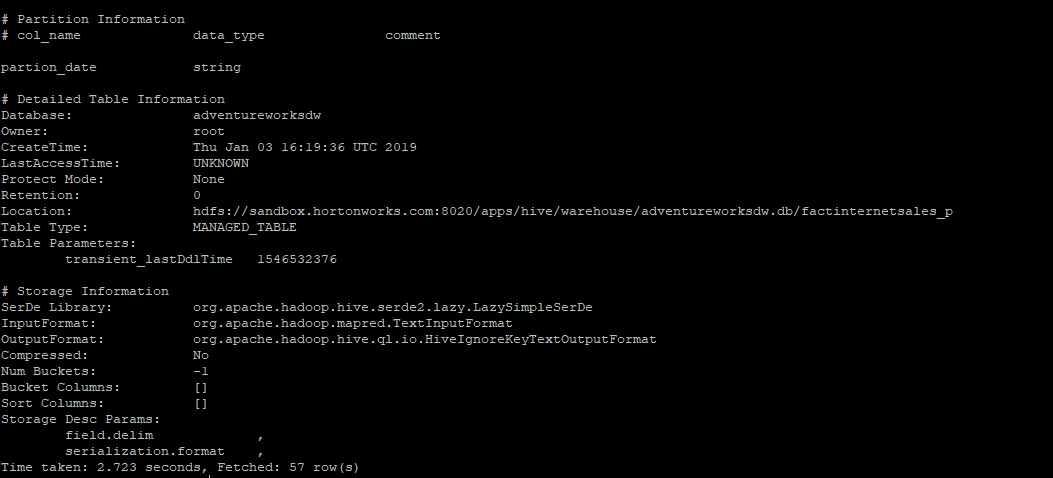 # Partition Information
# col_name data_type comment
partion_date string
# Detailed Table Information
Database: adventureworksdw
Owner: root
CreateTime: Thu Jan 03 16:19:36 UTC 2019
LastAccessTime: UNKNOWN
Protect Mode: None
Retention: 0
Location: hdfs://sandbox.hortonworks.com:8020/apps/hive/warehouse/adventureworksdw.db/factinternetsales_p
Table Type: MANAGED_TABLE
Table Parameters:
transient_lastDdlTime 1546532376
# Storage Information
SerDe Library: org.apache.hadoop.hive.serde2.lazy.LazySimpleSerDe
InputFormat: org.apache.hadoop.mapred.TextInputFormat
OutputFormat: org.apache.hadoop.hive.ql.io.HiveIgnoreKeyTextOutputFormat
Compressed: No
Num Buckets: -1
Bucket Columns: []
Sort Columns: []
Storage Desc Params:
field.delim ,
serialization.format ,
Time taken: 2.723 seconds, Fetched: 57 row(s)